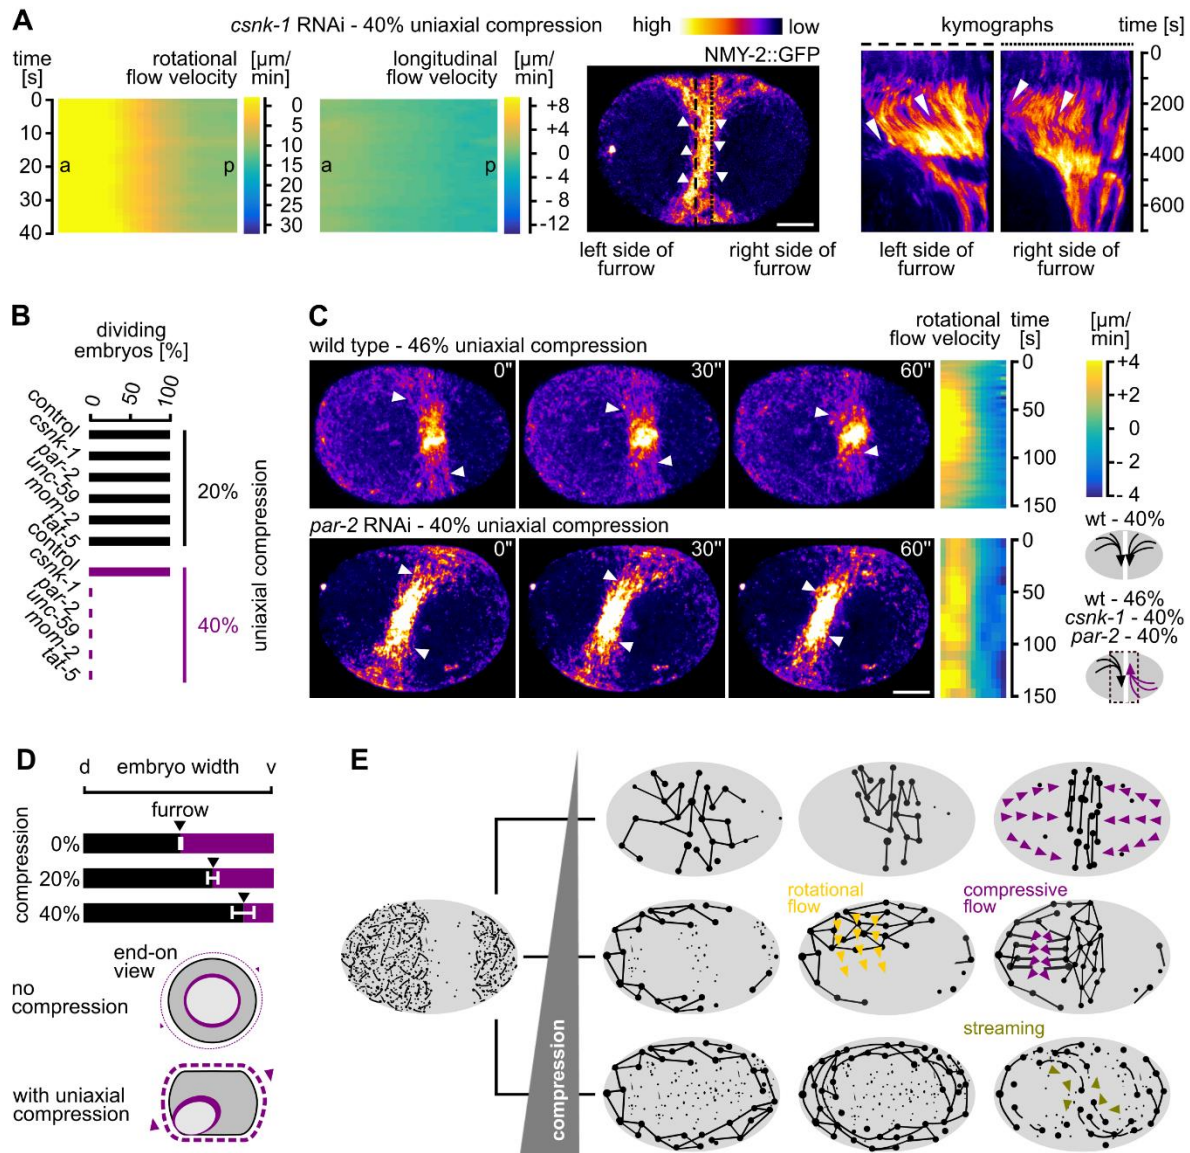 A
csnk-1 RNAi - 40% uniaxial compression
high
low
kymographs
time [s]
time
[s]
rotational
flow velocity
[µm/
min]
longitudinal
flow velocity
[µm/
min]
NMY-2::GFP
0
10
20
30
40
a
p
0
5
10
15
20
25
30
a
p
+8
+4
0
- 4
- 8
-12
0
200
400
600
left side of
furrow
right side of
furrow
left side of
furrow
right side of
furrow
B
dividing
embryos [%]
0
50
100
control
csnk-1
par-2
unc-59
mom-2
tat-5
control
csnk-1
par-2
unc-59
mom-2
tat-5
20%
40%
uniaxial compression
C
wild type - 46% uniaxial compression
rotational
flow velocity
time
[s]
[µm/
min]
0"
30"
60"
0
50
100
150
+4
+2
0
-2
- 4
par-2 RNAi - 40% uniaxial compression
0"
30"
60"
0
50
100
150
wt - 40%
wt - 46%
csnk-1 - 40%
par-2 - 40%
D
d
embryo width
v
furrow
compression
0%
20%
40%
end-on
view
no
compression
with uniaxial
compression
E
compression
rotational
flow
compressive
flow
streaming